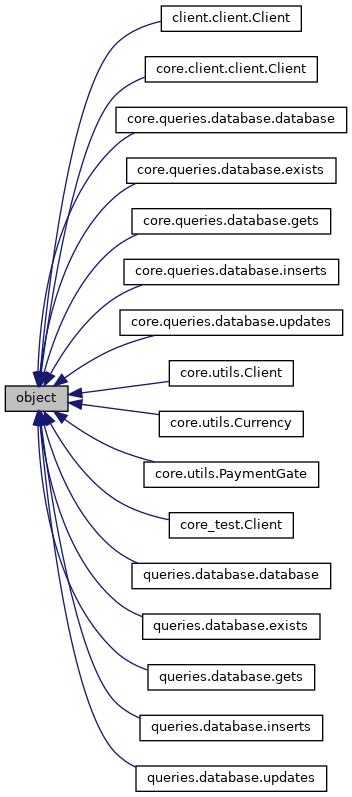 client.client.Client
core.client.client.Client
core.queries.database.database
core.queries.database.exists
core.queries.database.gets
core.queries.database.inserts
core.queries.database.updates
core.utils.Client
object
core.utils.Currency
core.utils.PaymentGate
core_test.Client
queries.database.database
queries.database.exists
queries.database.gets
queries.database.inserts
queries.database.updates